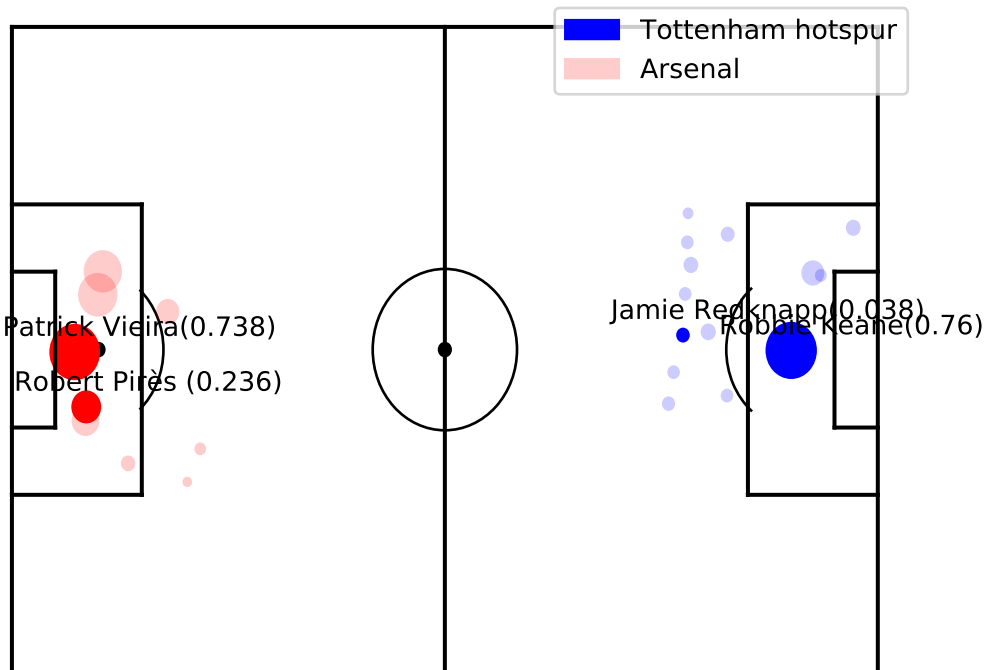 Tottenham hotspur
Arsenal
Jamie Redknapp(0.038)
Robbie Keane(0.76)
Patrick Vieira(0.738)
Robert Pirès (0.236)